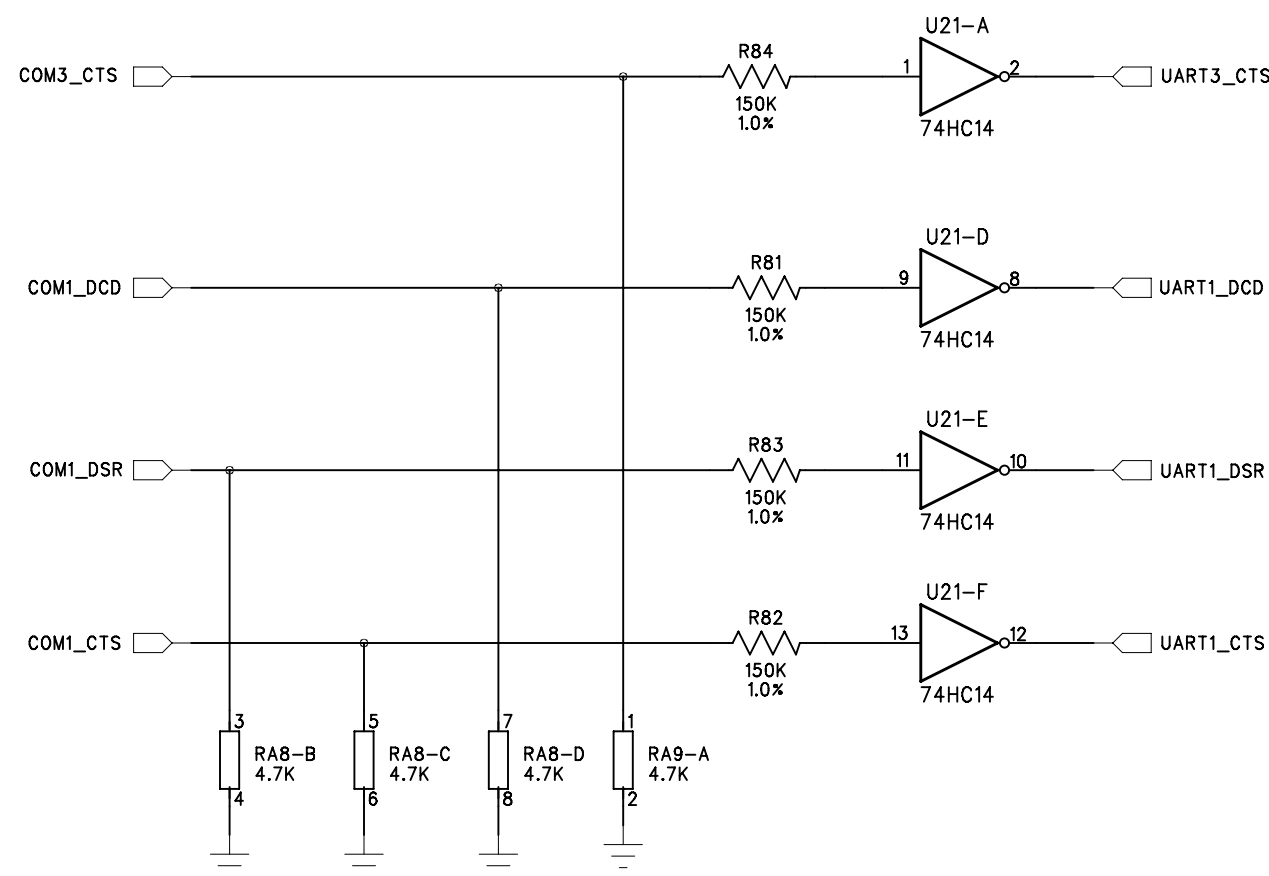 U21-A
R84
COM3_CTS
1
2
UART3_CTS
150K
1.0%
74HC14
U21-D
R81
COM1_DCD
9
8
UART1_DCD
150K
1.0%
74HC14
U21-E
R83
COM1_DSR
11
10
UART1_DSR
150K
1.0%
74HC14
U21-F
R82
COM1_CTS
13
12
UART1_CTS
150K
1.0%
74HC14
3
5
7
1
RA8-B
4.7K
RA8-C
4.7K
RA8-D
4.7K
RA9-A
4.7K
4
6
8
2